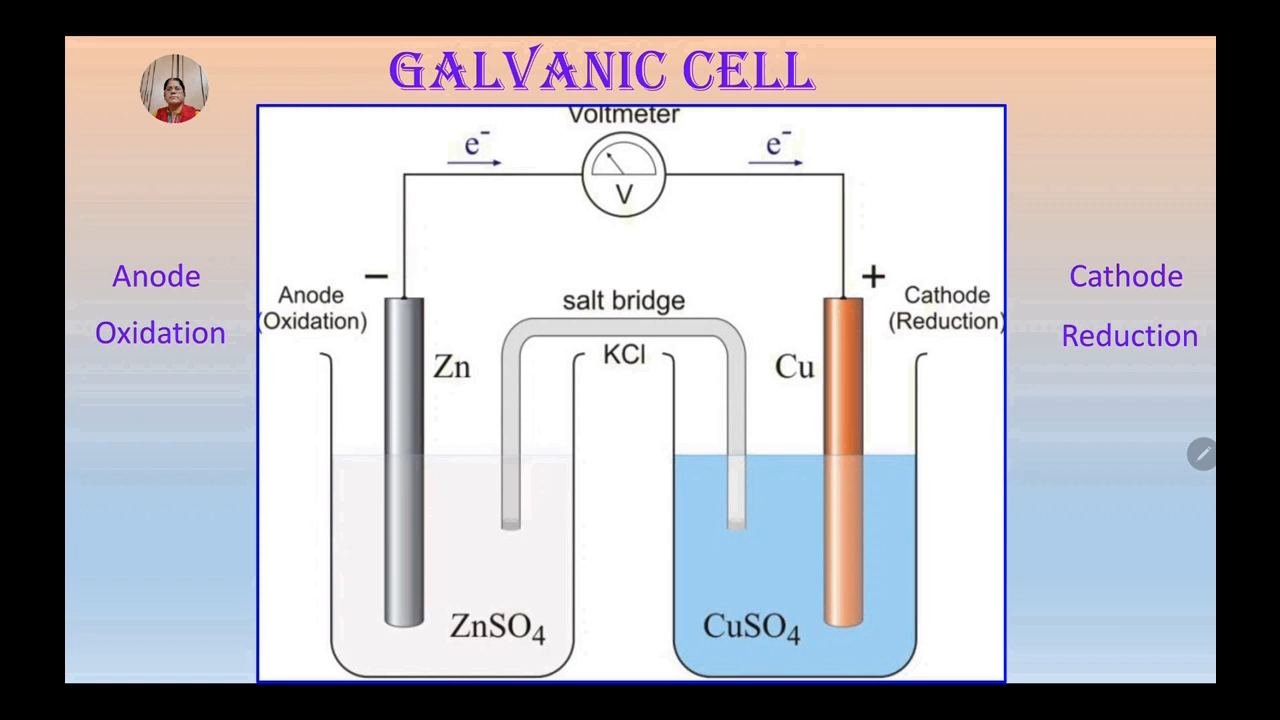 GALVANIC CELL
Voltmeter
e⁻
e⁻
V
Anode
Oxidation
−
+
Anode
(Oxidation)
salt bridge
KCl
Cathode
(Reduction)
Cathode
Reduction
Zn
Cu
ZnSO₄
CuSO₄